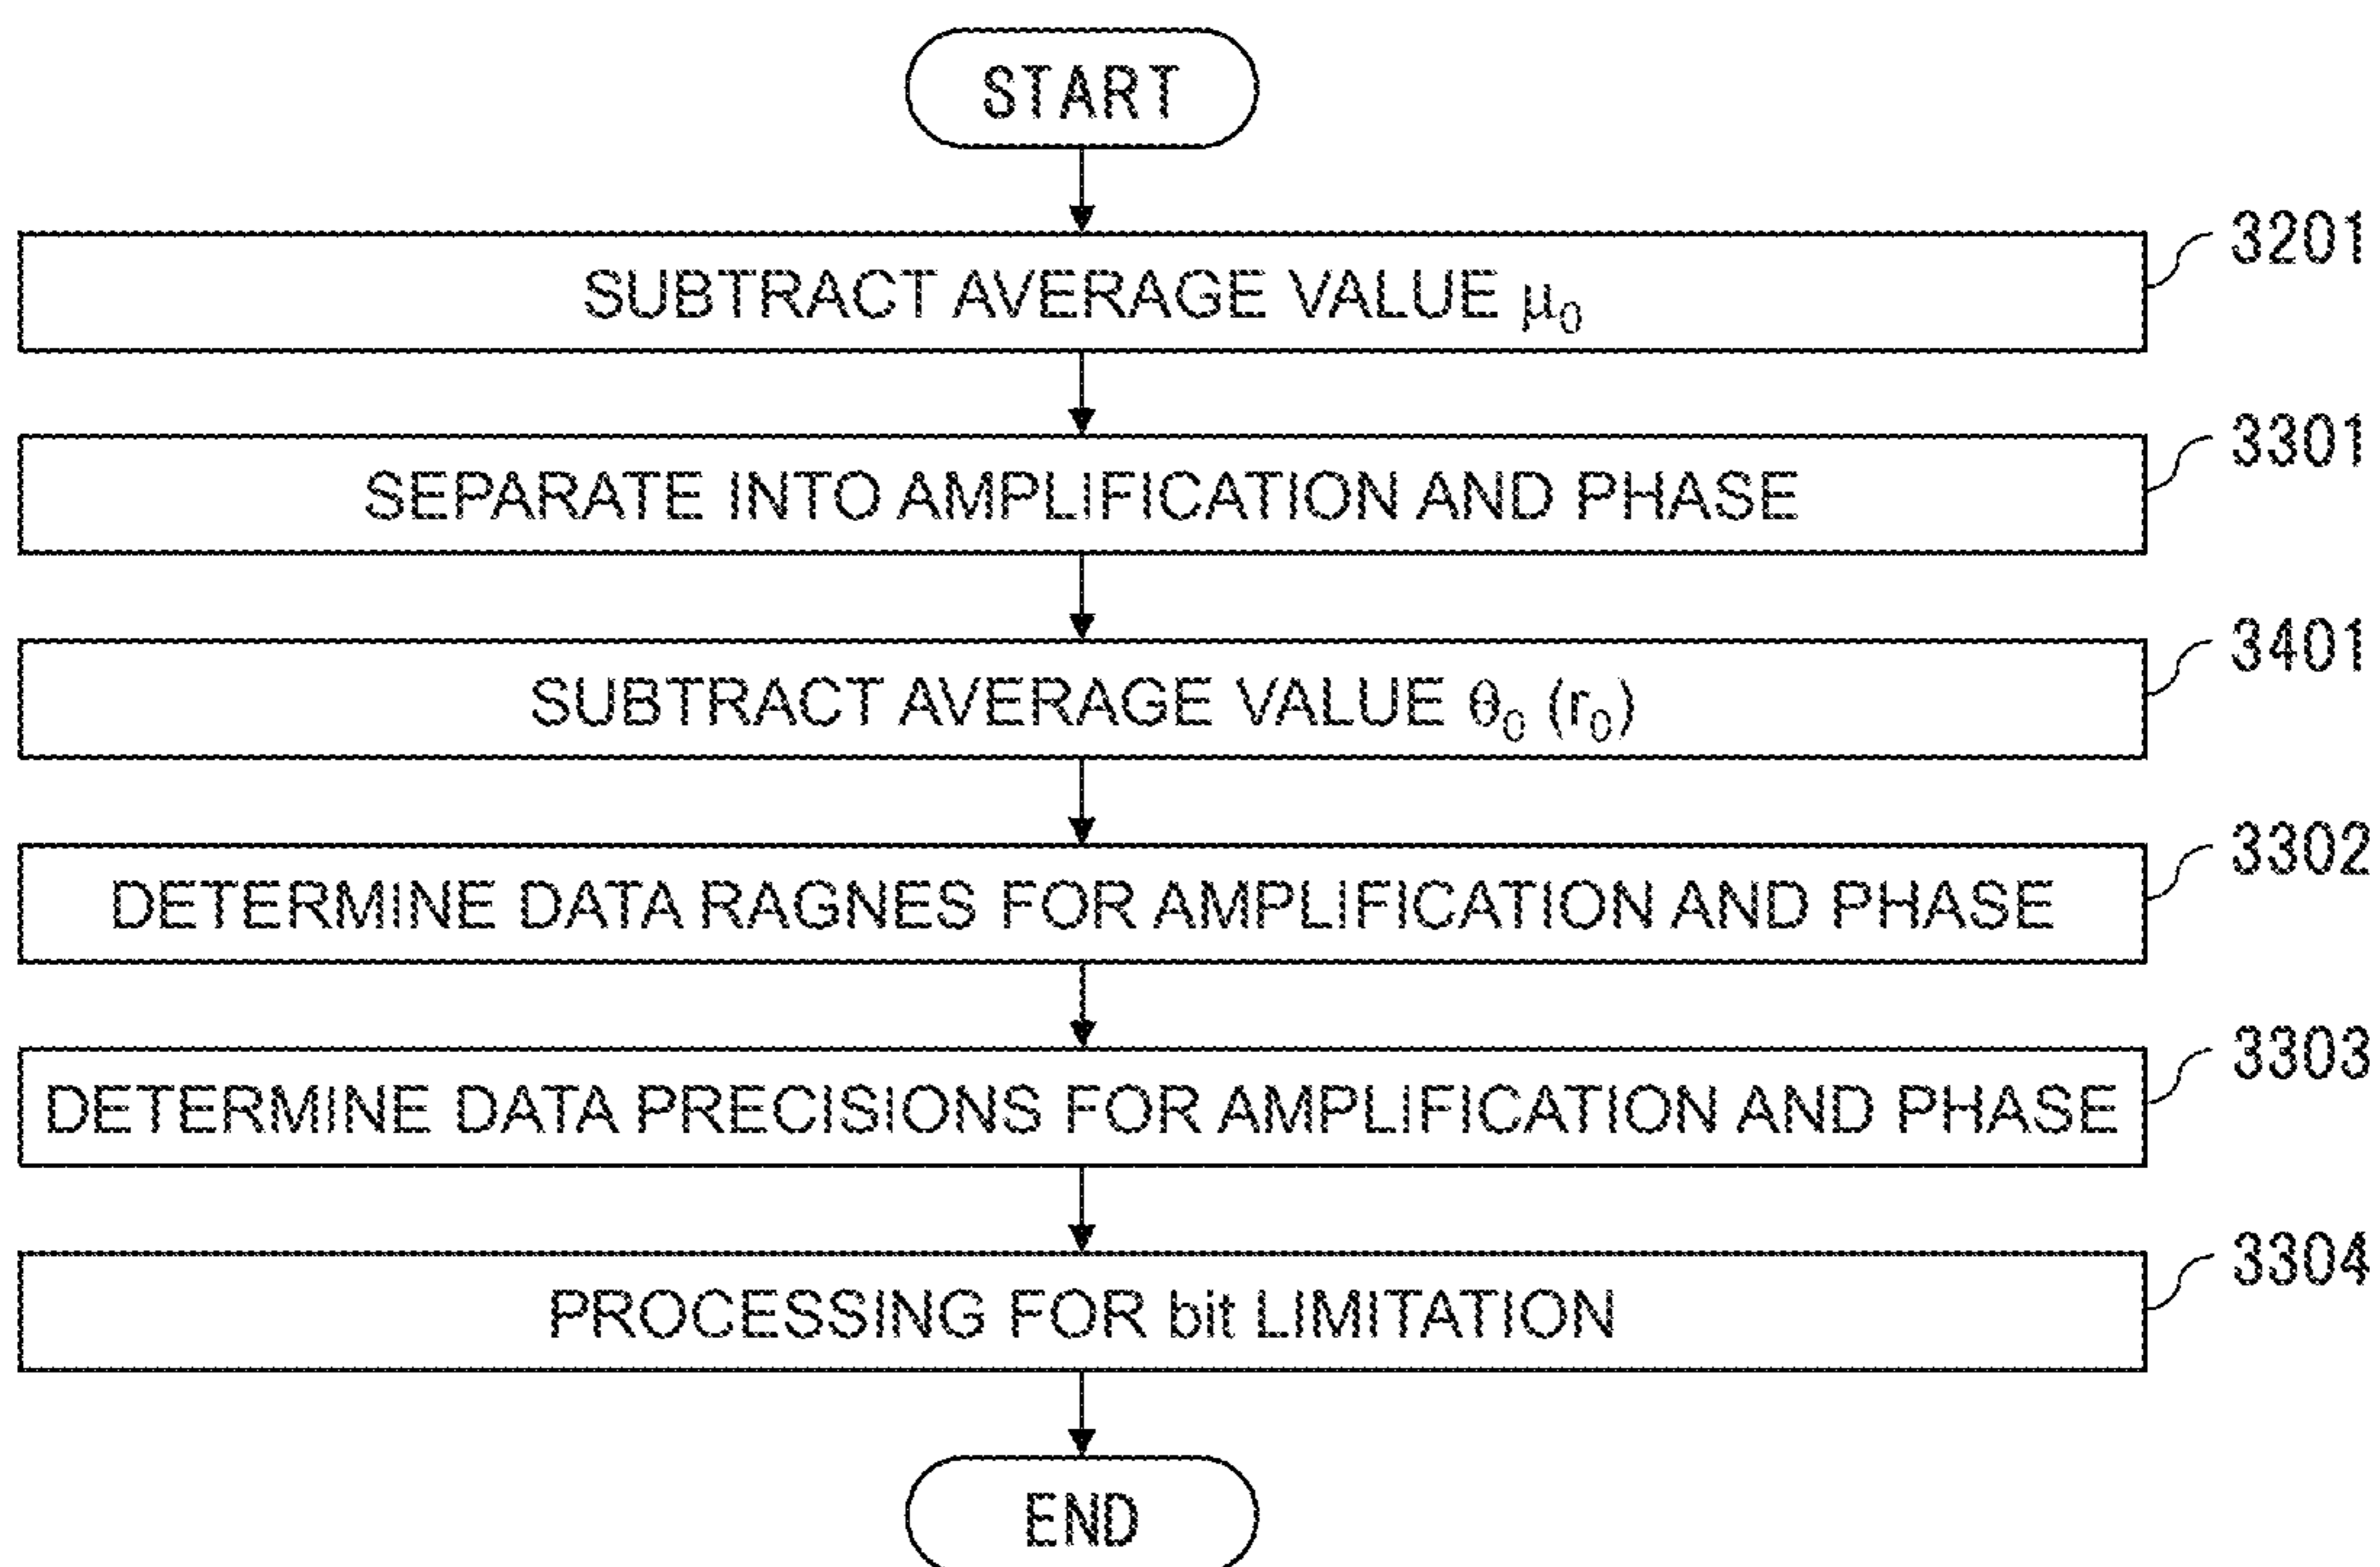 START
3201
SUBTRACT AVERAGE VALUE μ₀
3301
SEPARATE INTO AMPLIFICATION AND PHASE
3401
SUBTRACT AVERAGE VALUE θ₀ (r₀)
3302
DETERMINE DATA RAGNES FOR AMPLIFICATION AND PHASE
3303
DETERMINE DATA PRECISIONS FOR AMPLIFICATION AND PHASE
3304
PROCESSING FOR bit LIMITATION
END